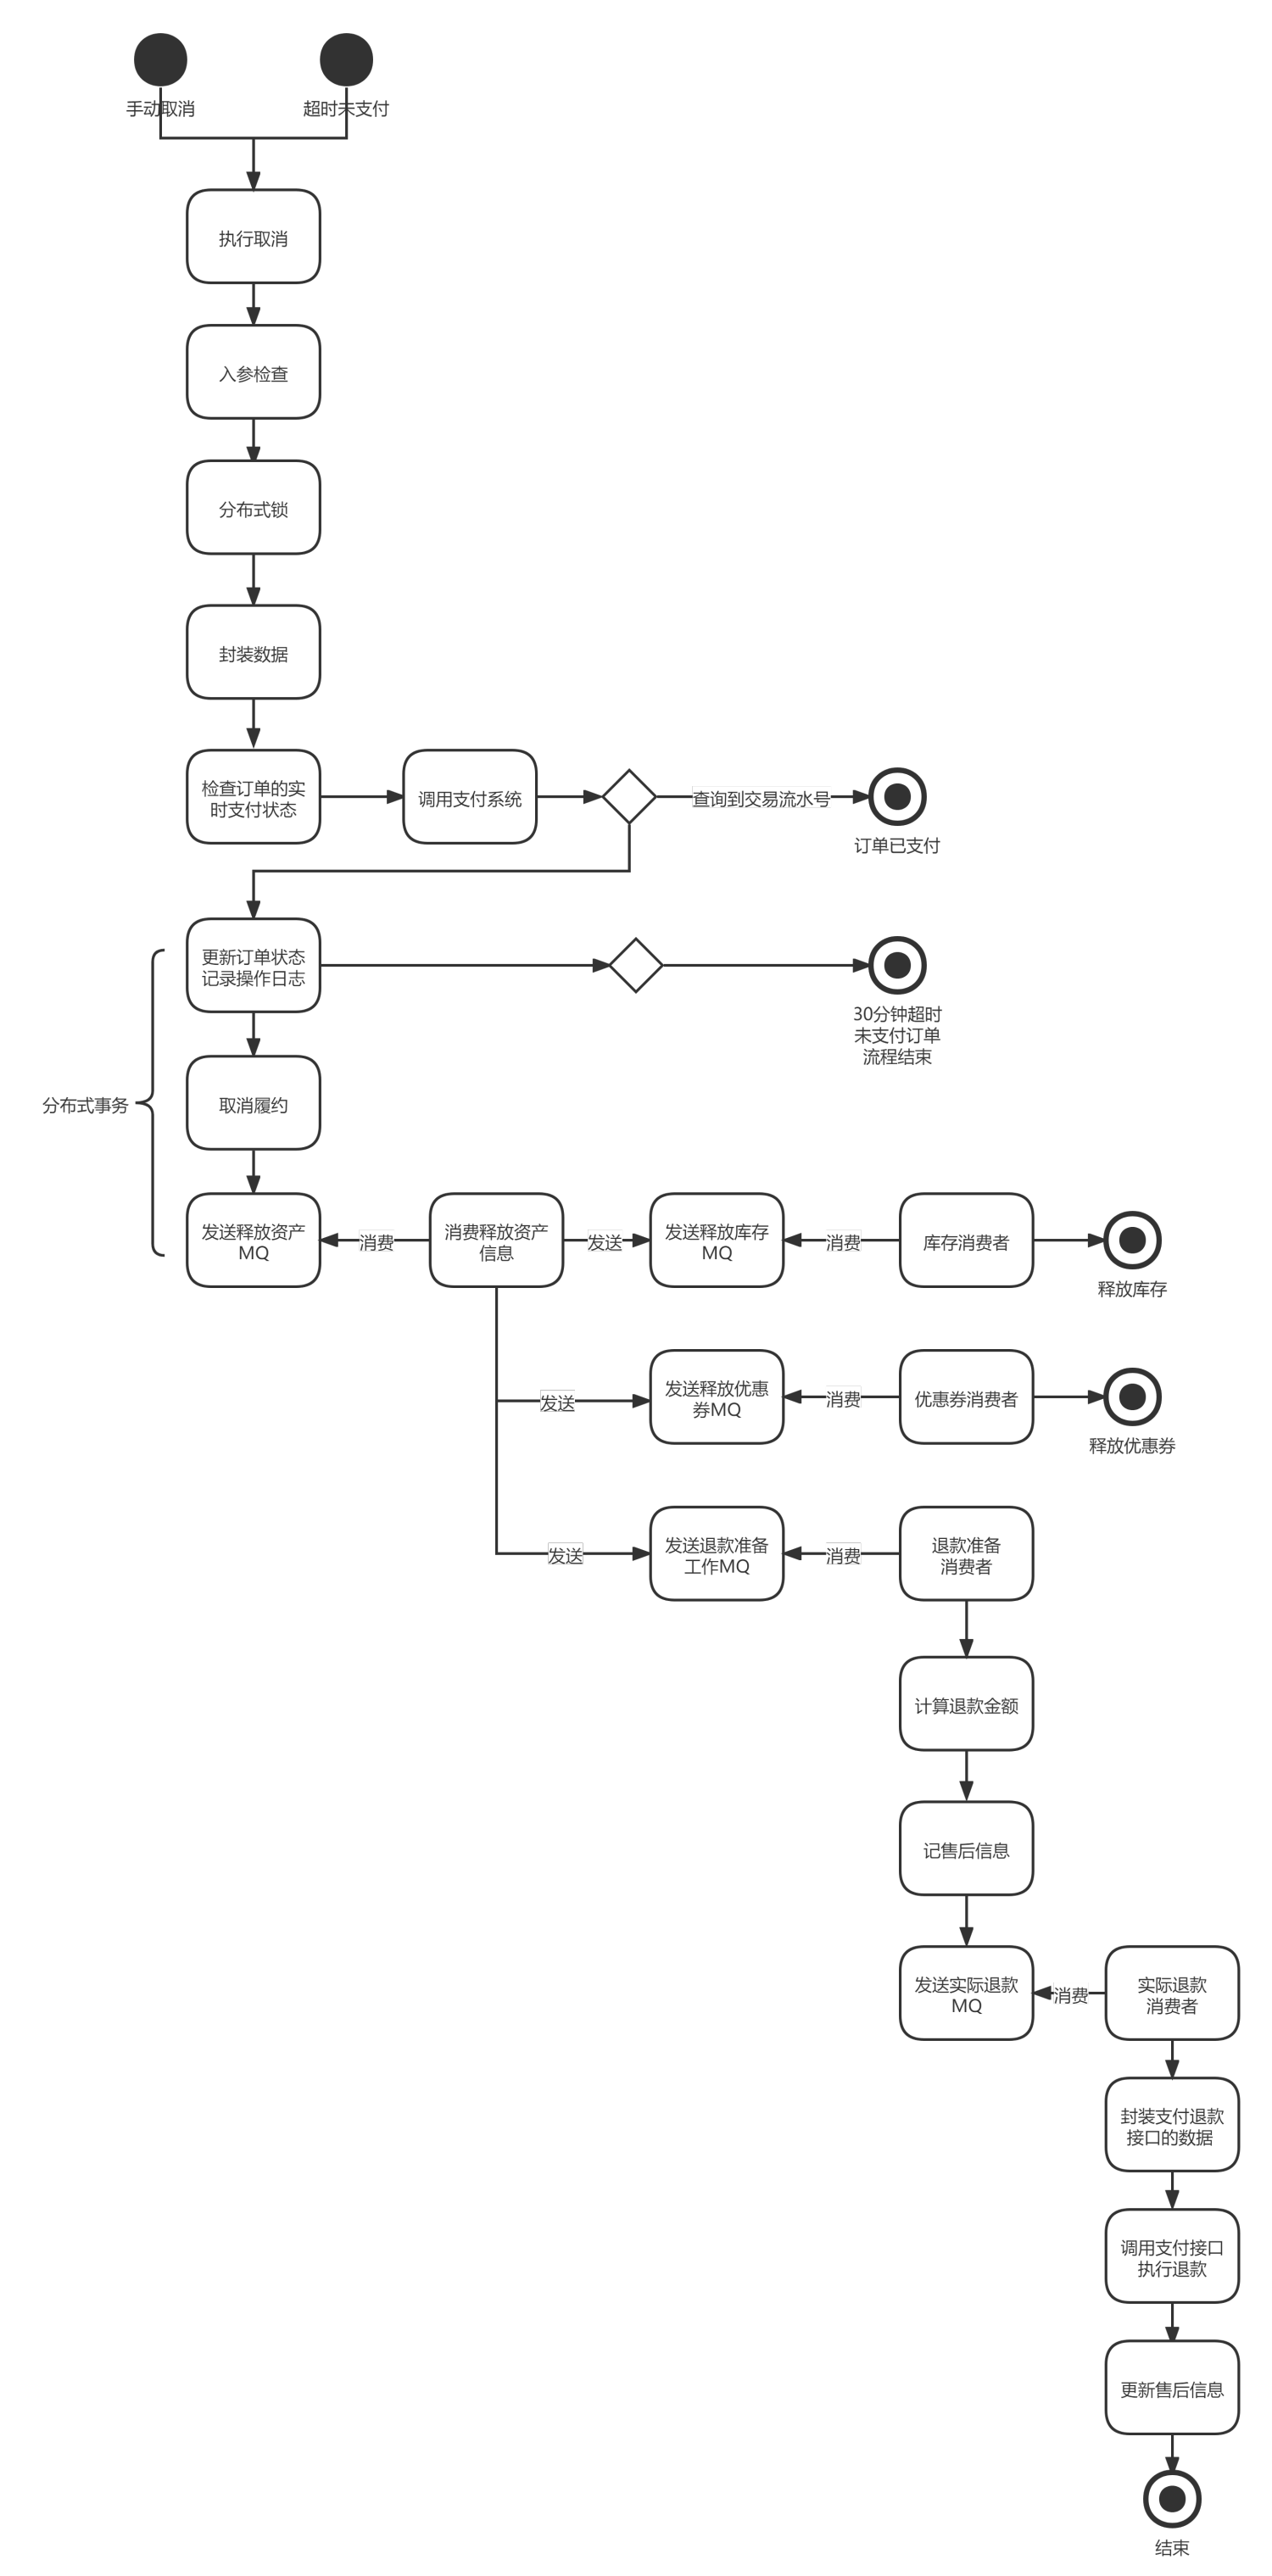 手动取消
超时未支付
执行取消
入参检查
分布式锁
封装数据
检查订单的实
时支付状态
调用支付系统
查询到交易流水号
订单已支付
更新订单状态
记录操作日志
30分钟超时
未支付订单
流程结束
分布式事务
取消履约
发送释放资产
MQ
消费
消费释放资产
信息
发送
发送释放库存
MQ
消费
库存消费者
释放库存
发送
发送释放优惠
券MQ
消费
优惠券消费者
释放优惠券
发送
发送退款准备
工作MQ
消费
退款准备
消费者
计算退款金额
记售后信息
发送实际退款
MQ
消费
实际退款
消费者
封装支付退款
接口的数据
调用支付接口
执行退款
更新售后信息
结束